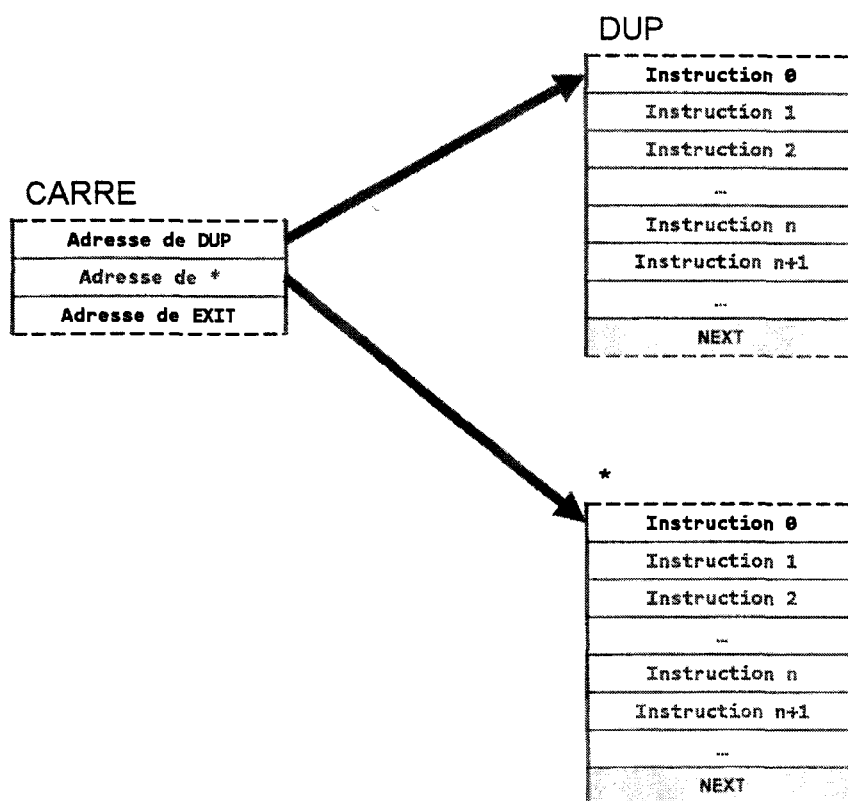 CARRE
Adresse de DUP
Adresse de *
Adresse de EXIT
DUP
Instruction 0
Instruction 1
Instruction 2
…
Instruction n
Instruction n+1
…
NEXT
*
Instruction 0
Instruction 1
Instruction 2
…
Instruction n
Instruction n+1
…
NEXT